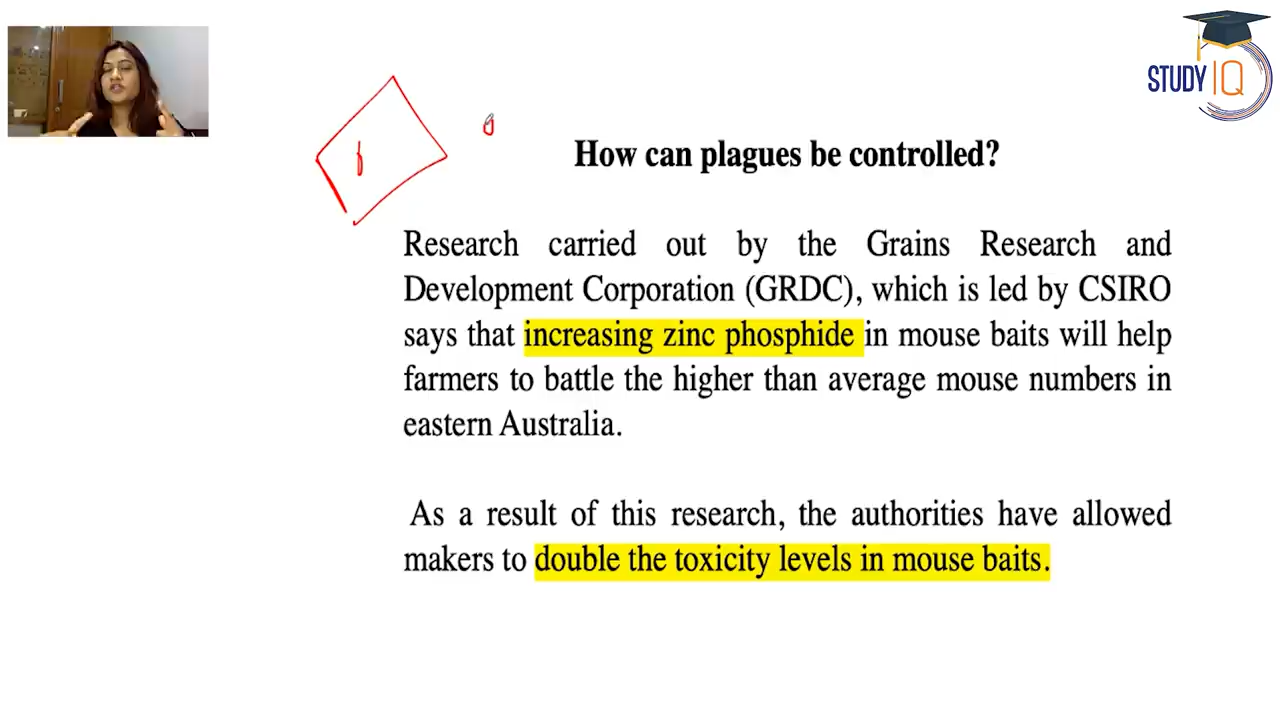 STUDY IQ
How can plagues be controlled?
Research carried out by the Grains Research and
Development Corporation (GRDC), which is led by CSIRO
says that increasing zinc phosphide in mouse baits will help
farmers to battle the higher than average mouse numbers in
eastern Australia.
As a result of this research, the authorities have allowed
makers to double the toxicity levels in mouse baits.